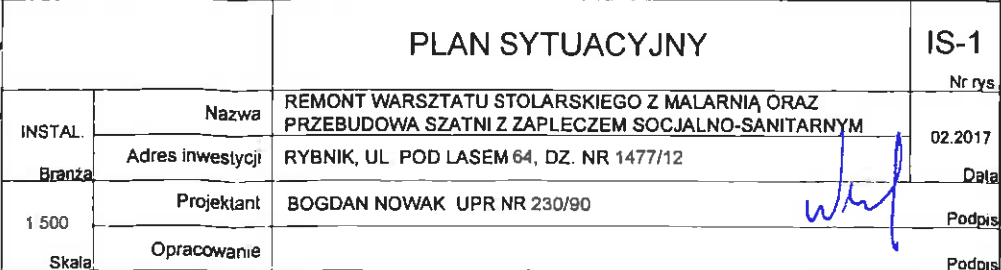 PLAN SYTUACYJNY
IS-1
Nr rys
INSTAL.
Branża
Nazwa
REMONT WARSZTATU STOLARSKIEGO Z MALARNIĄ ORAZ
PRZEBUDOWA SZATNI Z ZAPLECZEM SOCJALNO-SANITARNYM
02.2017
Data
Adres inwestycji
RYBNIK, UL POD LASEM 64, DZ. NR 1477/12
Projektant
BOGDAN NOWAK UPR NR 230/90
Podpis
1 500
Skala
Opracowanie
Podpis